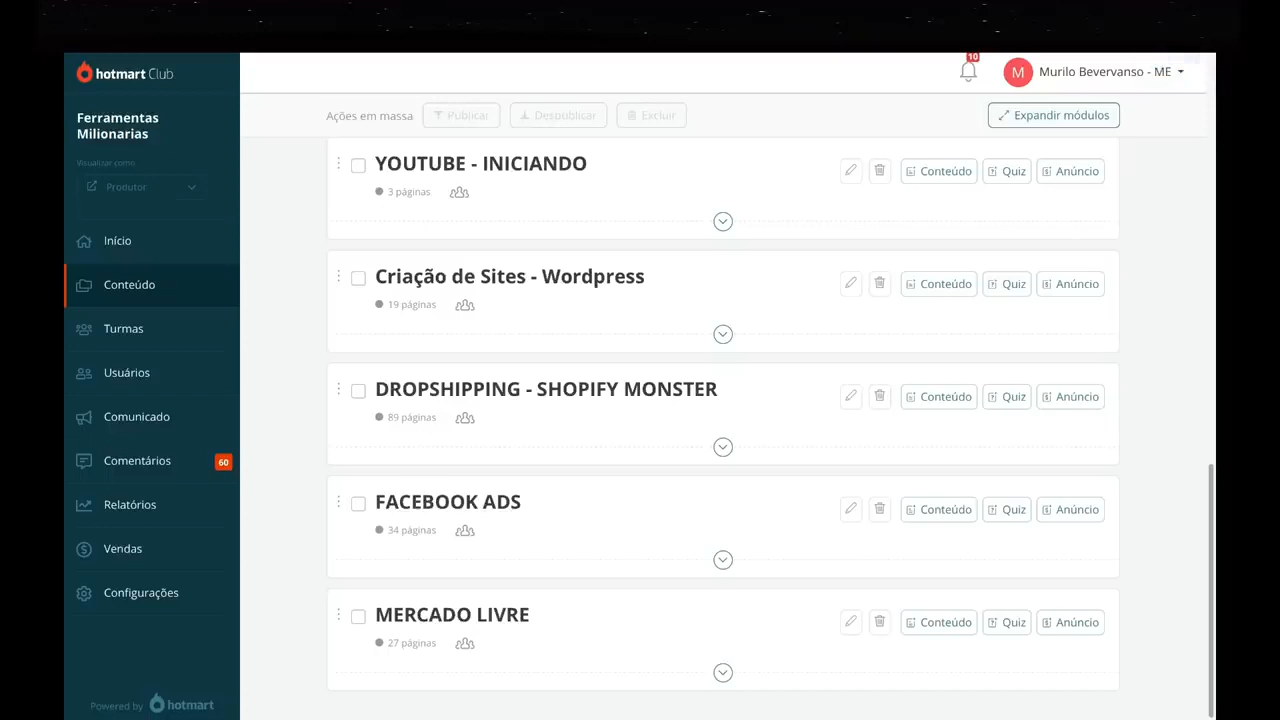 hotmart Club
10
M
Murilo Bevervanso - ME
Ferramentas
Milionarias
Visualizar como
Produtor
Início
Conteúdo
Turmas
Usuários
Comunicado
Comentários
60
Relatórios
Vendas
Configurações
Powered by hotmart
Ações em massa
Publicar
Despublicar
Excluir
Expandir módulos
YOUTUBE - INICIANDO
3 páginas
Conteúdo
Quiz
Anúncio
Criação de Sites - Wordpress
19 páginas
Conteúdo
Quiz
Anúncio
DROPSHIPPING - SHOPIFY MONSTER
89 páginas
Conteúdo
Quiz
Anúncio
FACEBOOK ADS
34 páginas
Conteúdo
Quiz
Anúncio
MERCADO LIVRE
27 páginas
Conteúdo
Quiz
Anúncio